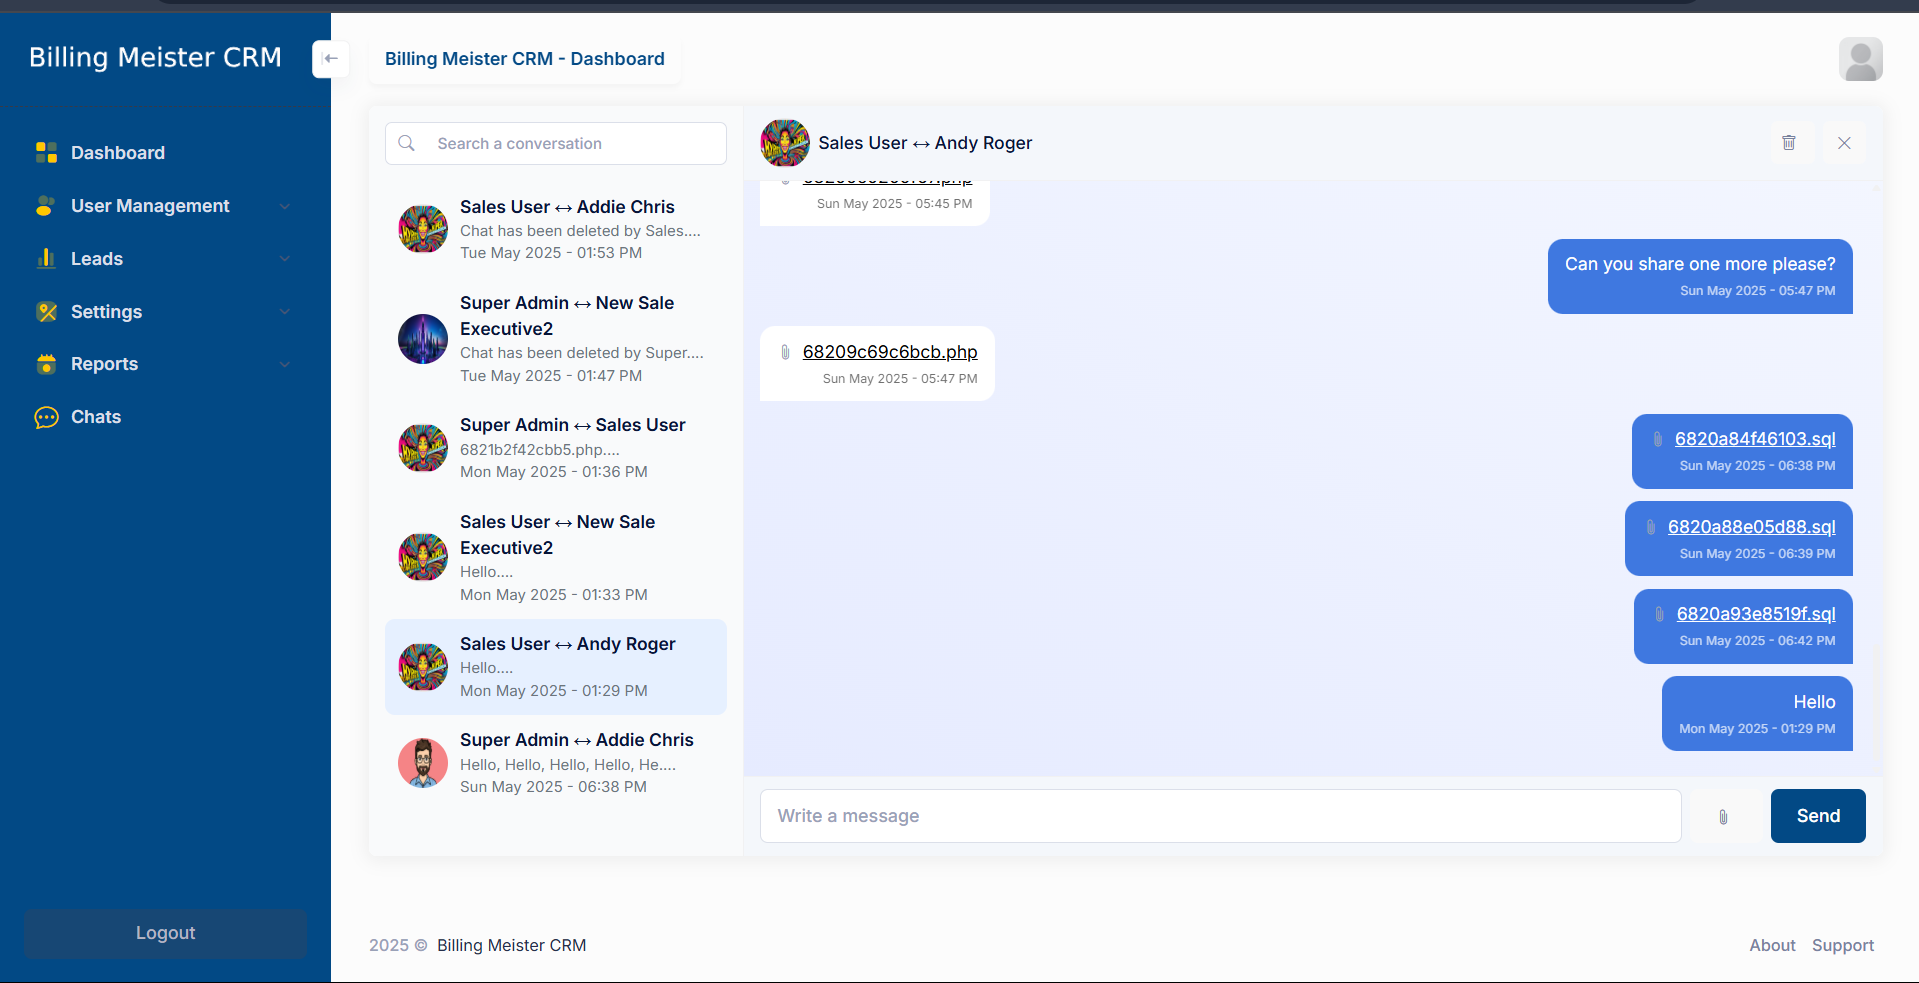 Billing Meister CRM
Billing Meister CRM - Dashboard
Dashboard
User Management
Leads
Settings
Reports
Chats
Logout
Search a conversation
Sales User ↔ Addie Chris
Chat has been deleted by Sales....
Tue May 2025 - 01:53 PM
Super Admin ↔ New Sale
Executive2
Chat has been deleted by Super....
Tue May 2025 - 01:47 PM
Super Admin ↔ Sales User
6821b2f42cbb5.php....
Mon May 2025 - 01:36 PM
Sales User ↔ New Sale
Executive2
Hello....
Mon May 2025 - 01:33 PM
Sales User ↔ Andy Roger
Hello....
Mon May 2025 - 01:29 PM
Super Admin ↔ Addie Chris
Hello, Hello, Hello, Hello, He....
Sun May 2025 - 06:38 PM
Sales User ↔ Andy Roger
Sun May 2025 - 05:45 PM
Can you share one more please?
Sun May 2025 - 05:47 PM
68209c69c6bcb.php
Sun May 2025 - 05:47 PM
6820a84f46103.sql
Sun May 2025 - 06:38 PM
6820a88e05d88.sql
Sun May 2025 - 06:39 PM
6820a93e8519f.sql
Sun May 2025 - 06:42 PM
Hello
Mon May 2025 - 01:29 PM
Write a message
Send
2025 © Billing Meister CRM
About
Support